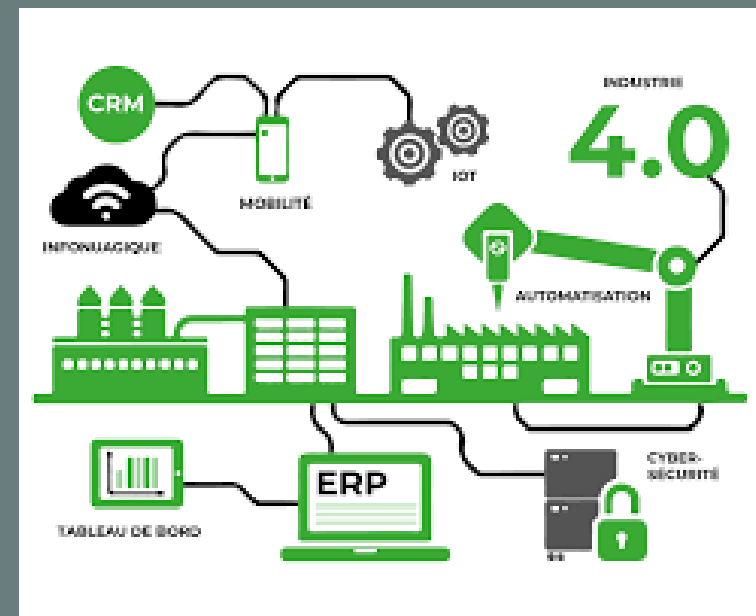 CRM
INDUSTRIE
4.0
IOT
MOBILITÉ
INFONUAGIQUE
AUTOMATISATION
ERP
CYBER-
SÉCURITÉ
TABLEAU DE BORD